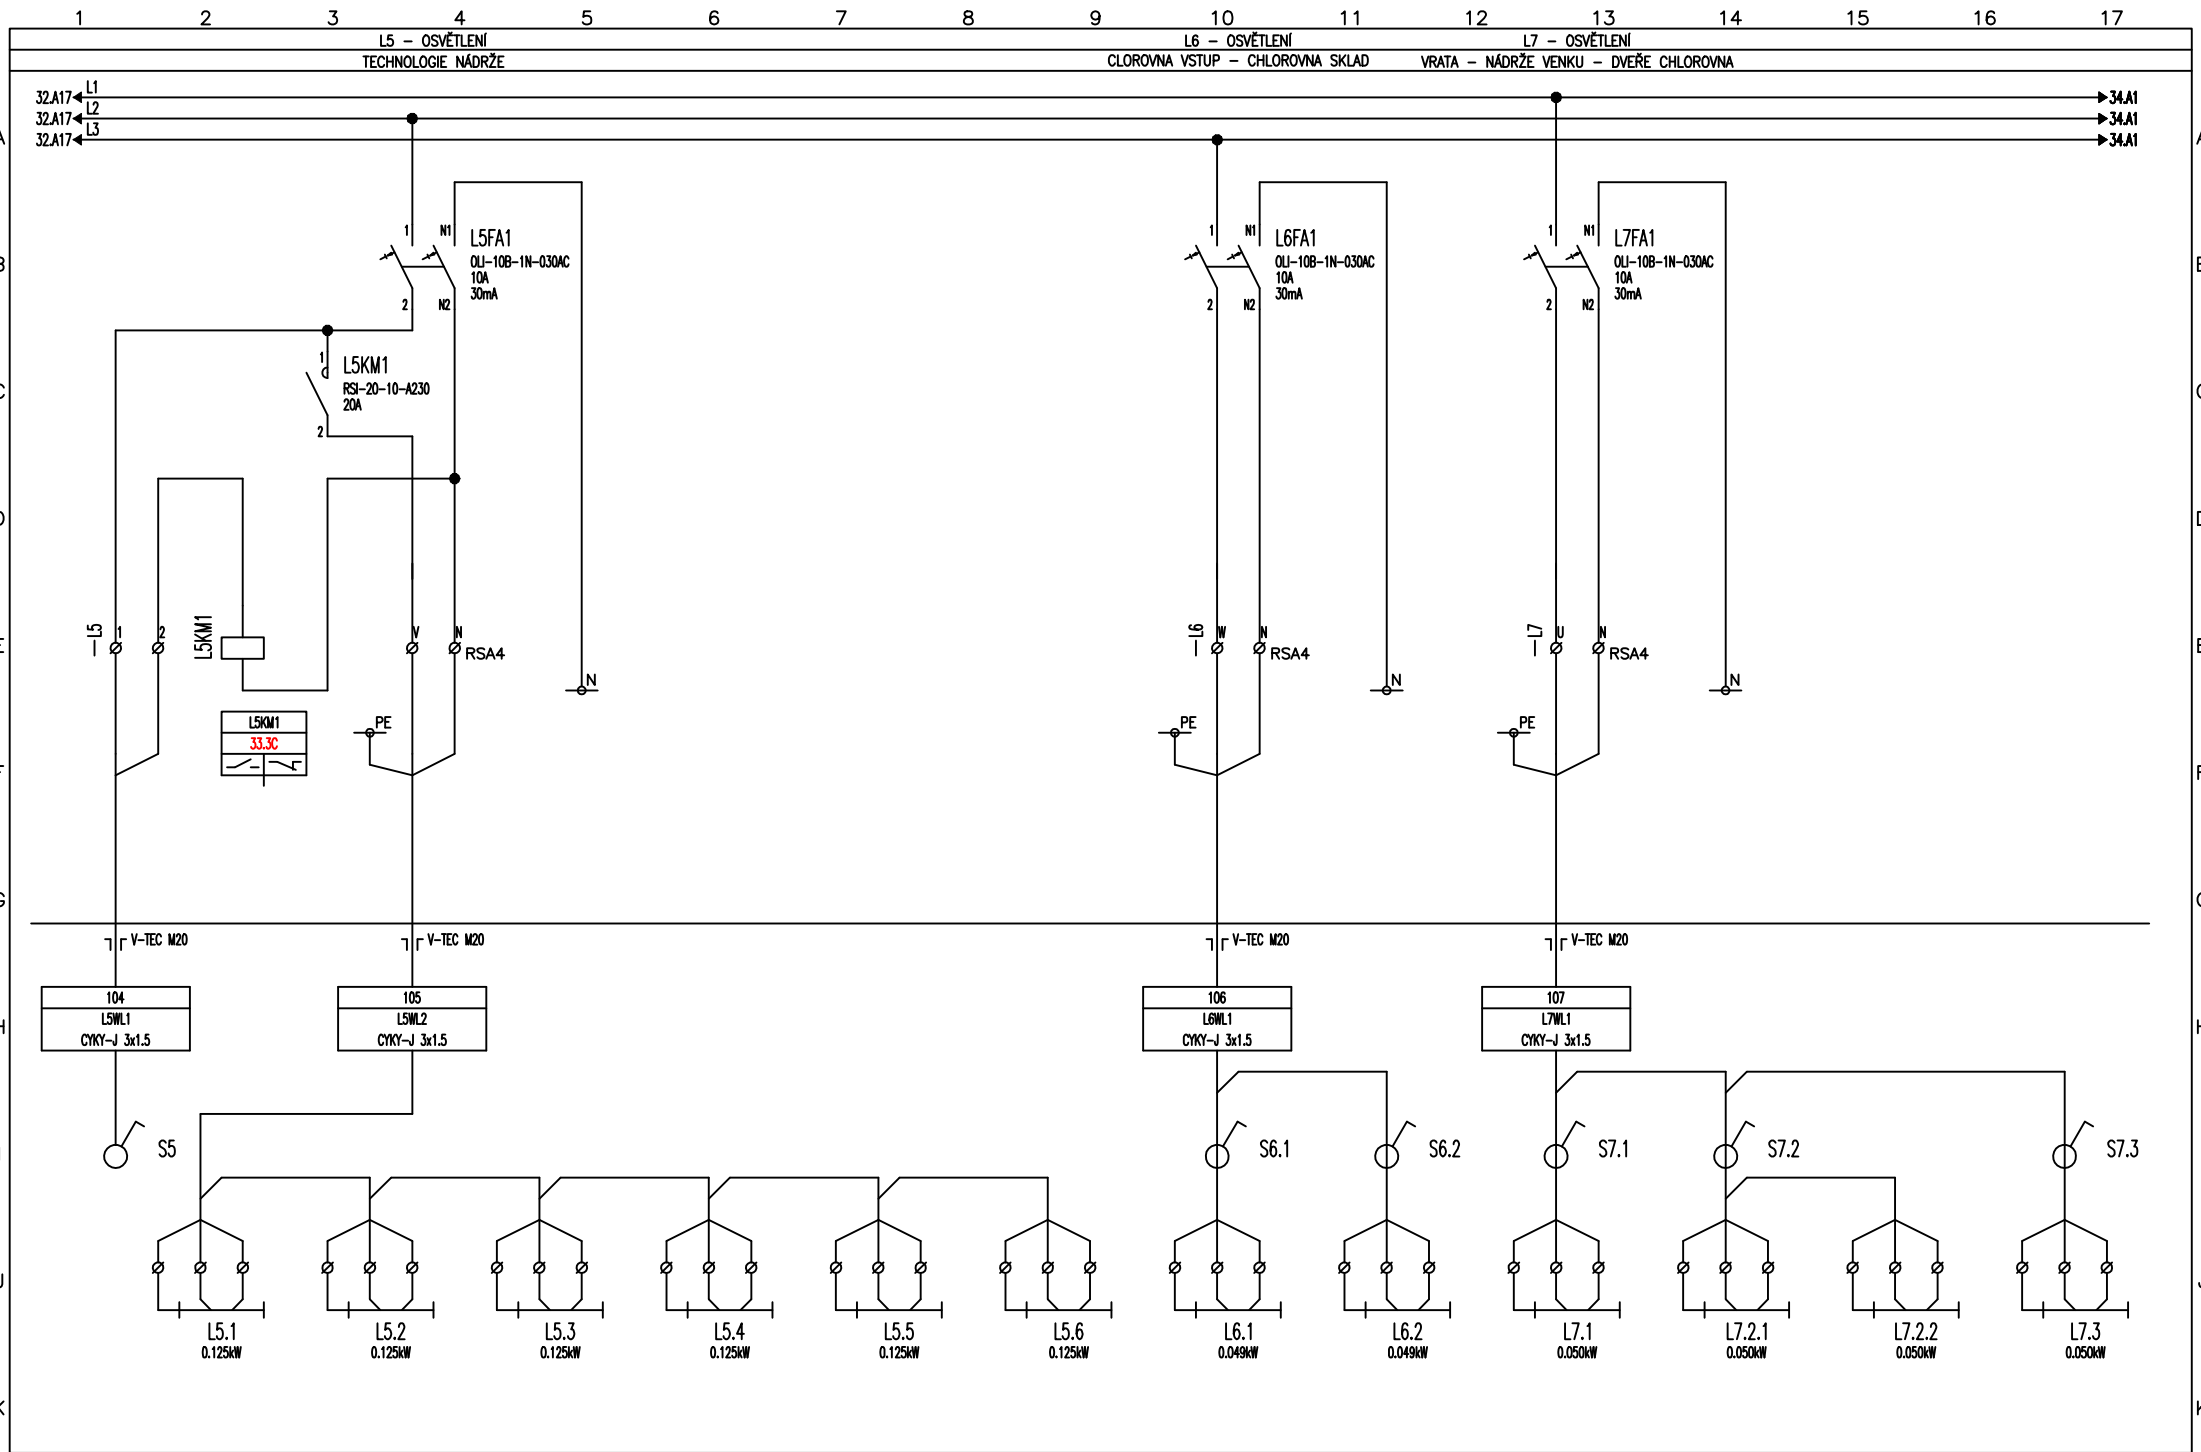 1 2 3 4 5 6 7 8 9 10 11 12 13 14 15 16 17
L5 – OSVĚTLENÍ L6 – OSVĚTLENÍ L7 – OSVĚTLENÍ
TECHNOLOGIE NÁDRŽE CLOROVNA VSTUP – CHLOROVNA SKLAD VRATA – NÁDRŽE VENKU – DVEŘE CHLOROVNA
32.A17 L1 34.A1
32.A17 L2 34.A1
32.A17 L3 34.A1
A A
1 N1 L5FA1 1 N1 L6FA1 1 N1 L7FA1
B OLI-10B-1N-030AC OLI-10B-1N-030AC OLI-10B-1N-030AC B
10A 10A 10A
30mA 30mA 30mA
2 N2 2 N2 2 N2
1 L5KM1
C RSI-20-10-A230 C
20A
2
D D
–L5 1 2 L5KM1 V N –L6 W N –L7 U N
E RSA4 RSA4 RSA4 E
N N N
L5KM1 PE PE PE
33.3C
F F
G G
V-TEC M20 V-TEC M20 V-TEC M20 V-TEC M20
104 105 106 107
H L5WL1 L5WL2 L6WL1 L7WL1 H
CYKY-J 3x1.5 CYKY-J 3x1.5 CYKY-J 3x1.5 CYKY-J 3x1.5
S5 S6.1 S6.2 S7.1 S7.2 S7.3
J J
L5.1 L5.2 L5.3 L5.4 L5.5 L5.6 L6.1 L6.2 L7.1 L7.2.1 L7.2.2 L7.3
0.125kW 0.125kW 0.125kW 0.125kW 0.125kW 0.125kW 0.049kW 0.049kW 0.050kW 0.050kW 0.050kW 0.050kW
K K